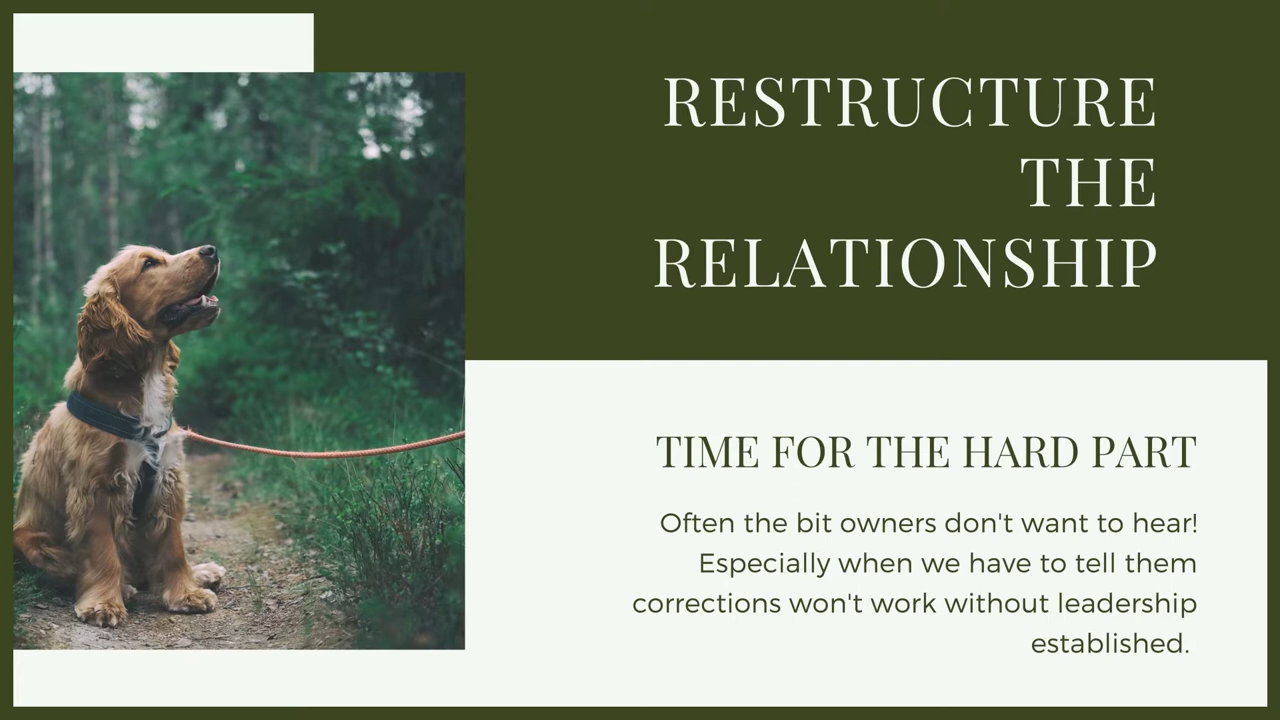 RESTRUCTURE
THE
RELATIONSHIP
TIME FOR THE HARD PART
Often the bit owners don't want to hear!
Especially when we have to tell them
corrections won't work without leadership
established.